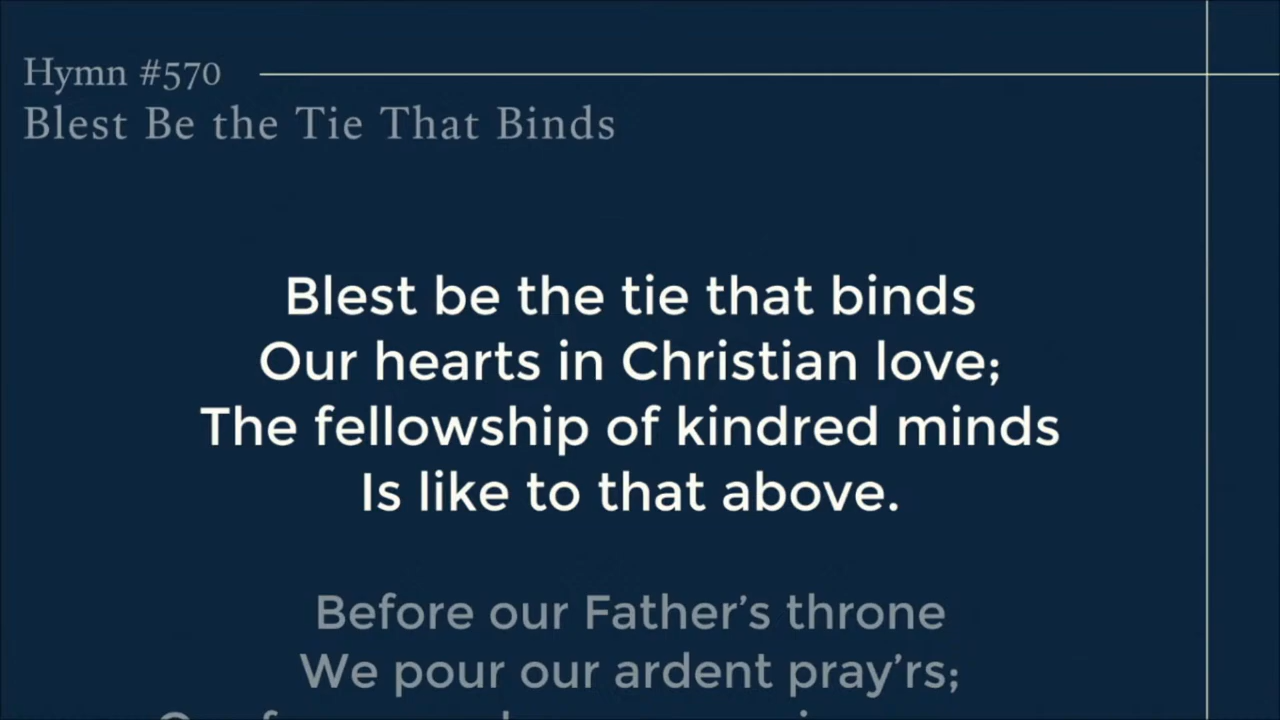 Hymn #570
Blest Be the Tie That Binds
Blest be the tie that binds
Our hearts in Christian love;
The fellowship of kindred minds
Is like to that above.
Before our Father’s throne
We pour our ardent pray’rs;